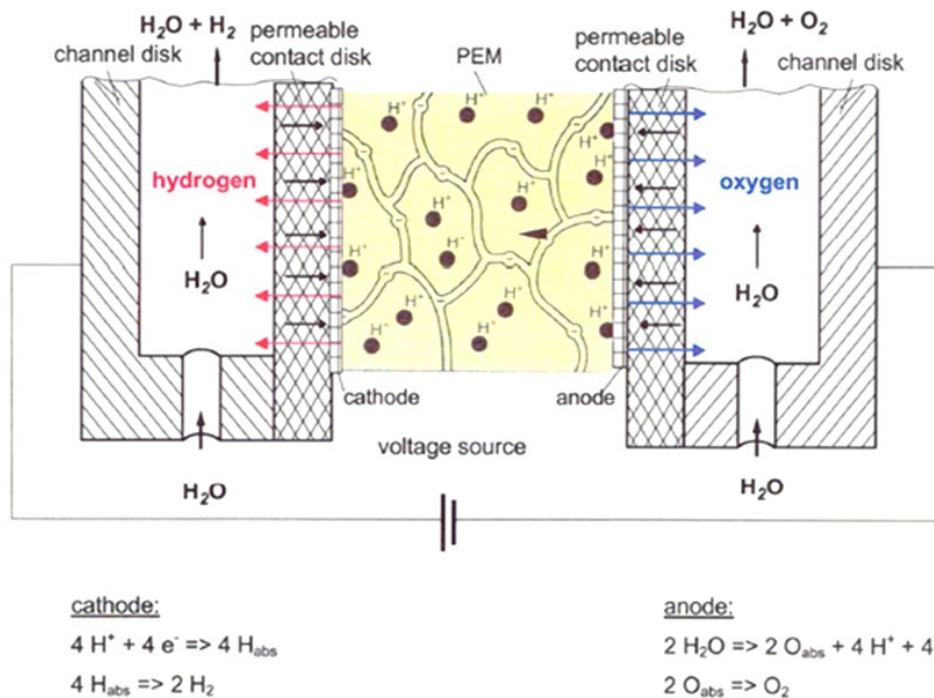 H₂O + H₂
H₂O + O₂
channel disk
permeable
contact disk
PEM
permeable
contact disk
channel disk
H⁺
H⁺
H⁺
H⁺
H⁺
H⁺
hydrogen
oxygen
H⁺
H⁺
H⁺
H⁺
H⁺
H⁺
H⁺
H₂O
H₂O
H⁺
H⁺
H⁺
H⁺
H⁺
cathode
anode
voltage source
H₂O
H₂O
cathode:
4 H⁺ + 4 e⁻ => 4 Habs
4 Habs => 2 H₂
anode:
2 H₂O => 2 Oabs + 4 H⁺ + 4
2 Oabs => O₂